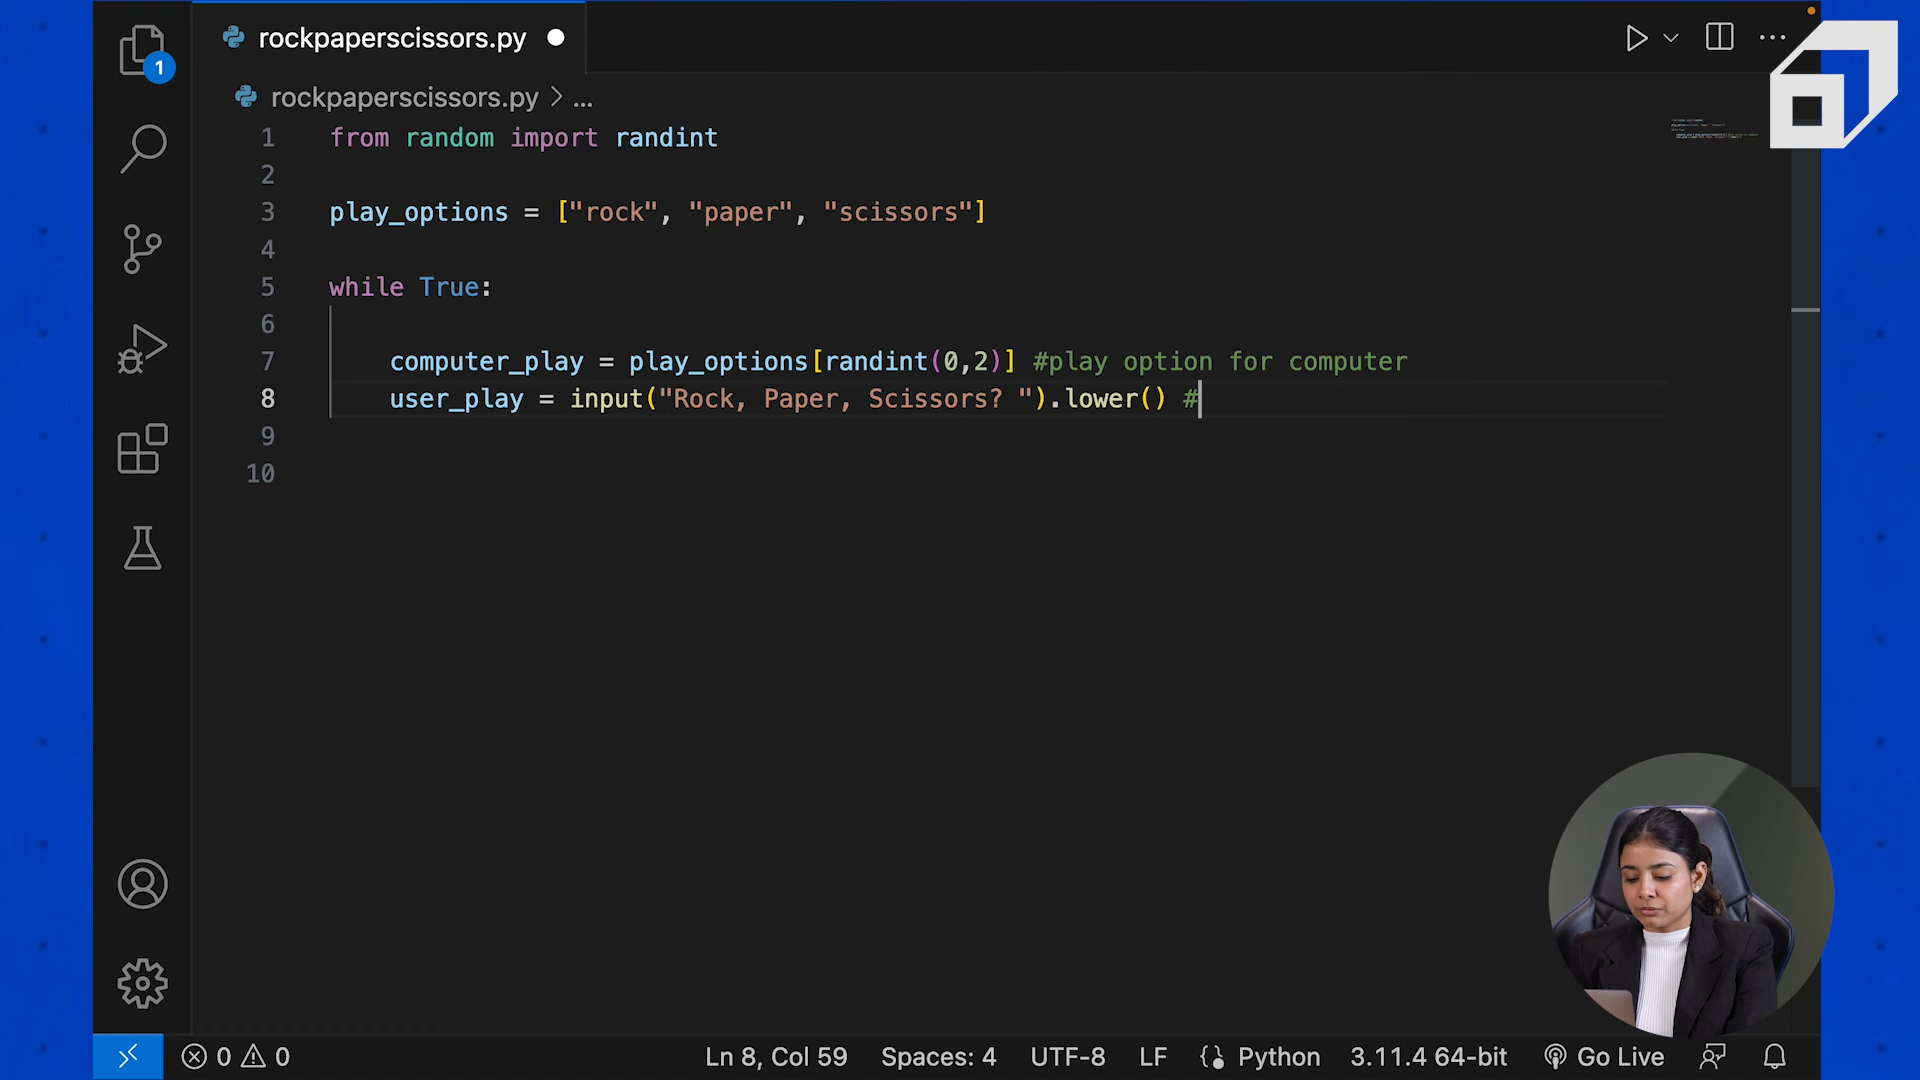 rockpaperscissors.py
1
rockpaperscissors.py > ...
1 from random import randint
2
3 play_options = ["rock", "paper", "scissors"]
4
5 while True:
6
7 computer_play = play_options[randint(0,2)] #play option for computer
8 user_play = input("Rock, Paper, Scissors? ").lower() #
9
10
0 0 Ln 8, Col 59 Spaces: 4 UTF-8 LF Python 3.11.4 64-bit Go Live